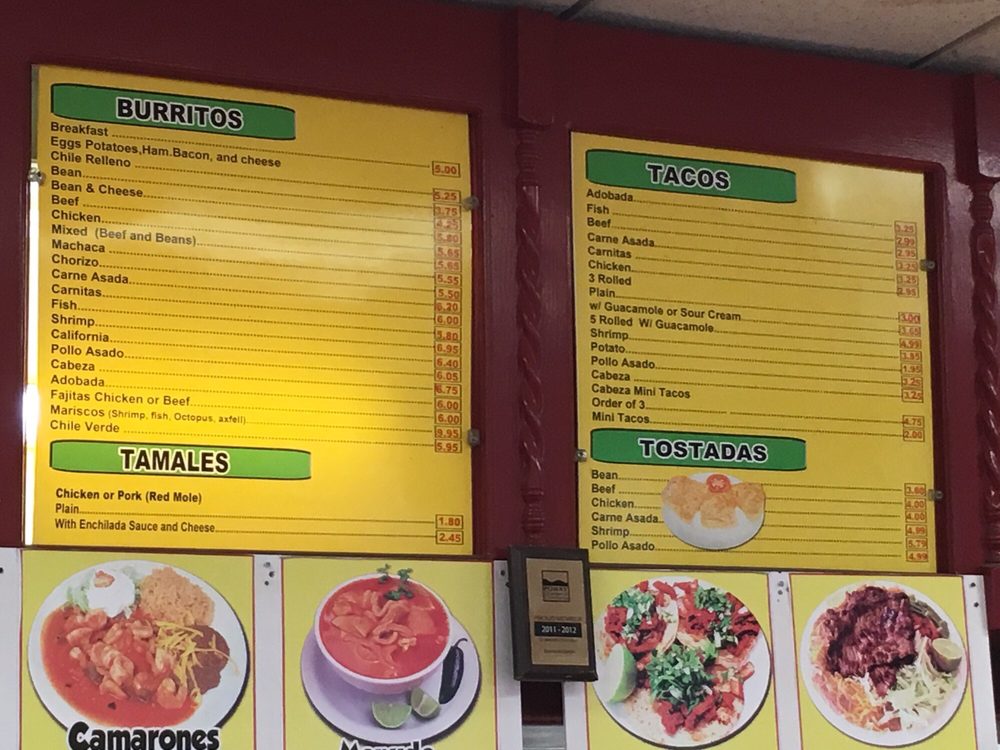 BURRITOS
Breakfast
Eggs Potatoes,Ham.Bacon, and cheese 5.00
Chile Relleno 5.25
Bean 3.75
Bean & Cheese 4.25
Beef 5.80
Chicken 5.65
Mixed (Beef and Beans) 5.65
Machaca 5.55
Chorizo 5.50
Carne Asada 6.20
Carnitas 6.00
Fish 5.80
Shrimp 6.95
California 6.40
Pollo Asado 6.05
Cabeza 6.75
Adobada 6.00
Fajitas Chicken or Beef 6.00
Mariscos (Shrimp, fish, Octopus, axfell) 9.95
Chile Verde 5.95
TAMALES
Chicken or Pork (Red Mole)
Plain 1.80
With Enchilada Sauce and Cheese 2.45
TACOS
Adobada 3.25
Fish 2.99
Beef 2.95
Carne Asada 3.25
Carnitas 3.25
Chicken 2.95
3 Rolled
Plain 3.00
w/ Guacamole or Sour Cream 3.65
5 Rolled W/ Guacamole 4.99
Shrimp 3.85
Potato 1.95
Pollo Asado 3.25
Cabeza 3.25
Cabeza Mini Tacos
Order of 3 4.75
Mini Tacos 2.00
TOSTADAS
Bean 3.60
Beef 4.00
Chicken 4.00
Carne Asada 4.99
Shrimp 5.79
Pollo Asado 4.99
Camarones
Menudo
2011 - 2012